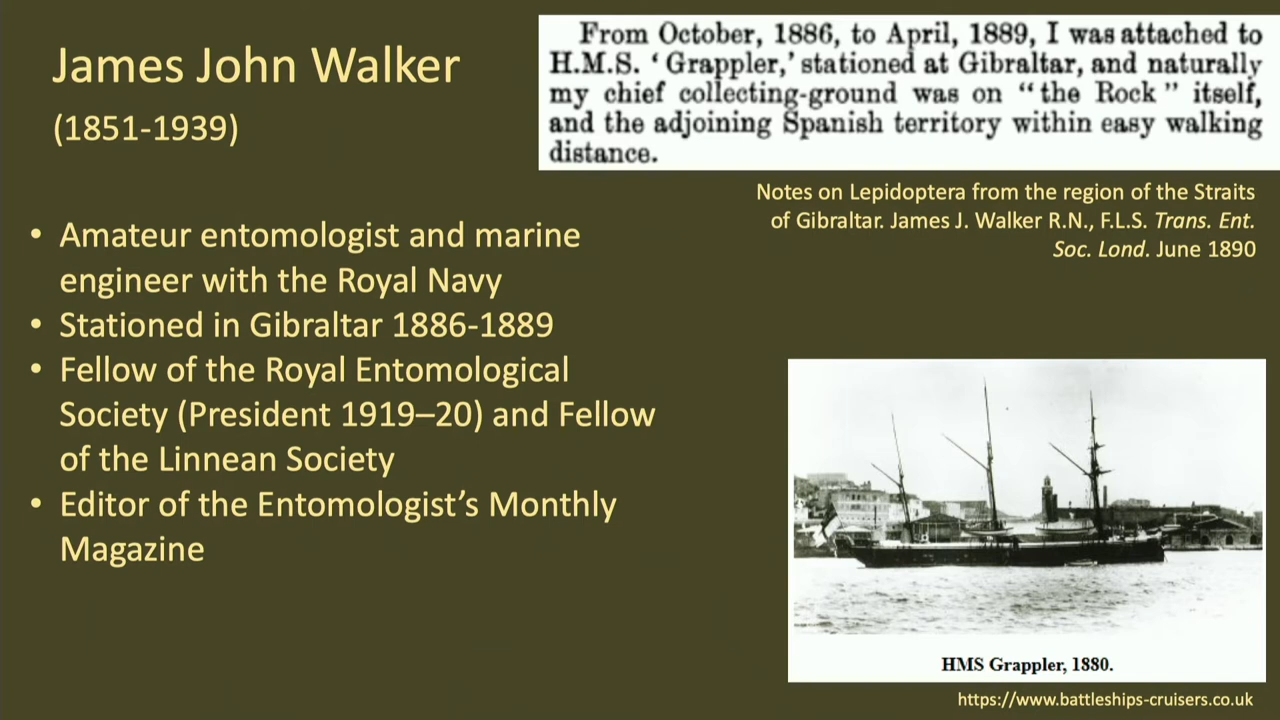 James John Walker
(1851-1939)
From October, 1886, to April, 1889, I was attached to
H.M.S. ‘Grappler,’ stationed at Gibraltar, and naturally
my chief collecting-ground was on “the Rock” itself,
and the adjoining Spanish territory within easy walking
distance.
Notes on Lepidoptera from the region of the Straits
of Gibraltar. James J. Walker R.N., F.L.S. Trans. Ent.
Soc. Lond. June 1890
• Amateur entomologist and marine
engineer with the Royal Navy
• Stationed in Gibraltar 1886-1889
• Fellow of the Royal Entomological
Society (President 1919–20) and Fellow
of the Linnean Society
• Editor of the Entomologist’s Monthly
Magazine
HMS Grappler, 1880.
https://www.battleships-cruisers.co.uk